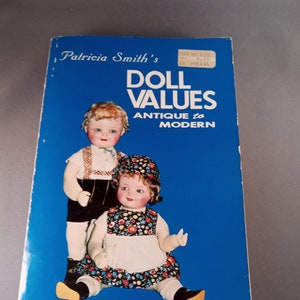 Patricia Smith's
DOLL
VALUES
ANTIQUE to
MODERN